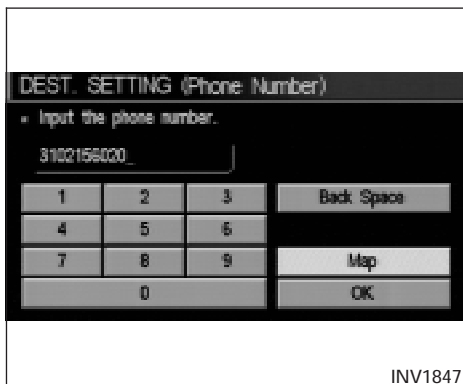 DEST. SETTING (Phone Number)
Input the phone number.
3102156020_
1 2 3 Back Space
4 5 6
7 8 9 Map
0 OK
INV1847